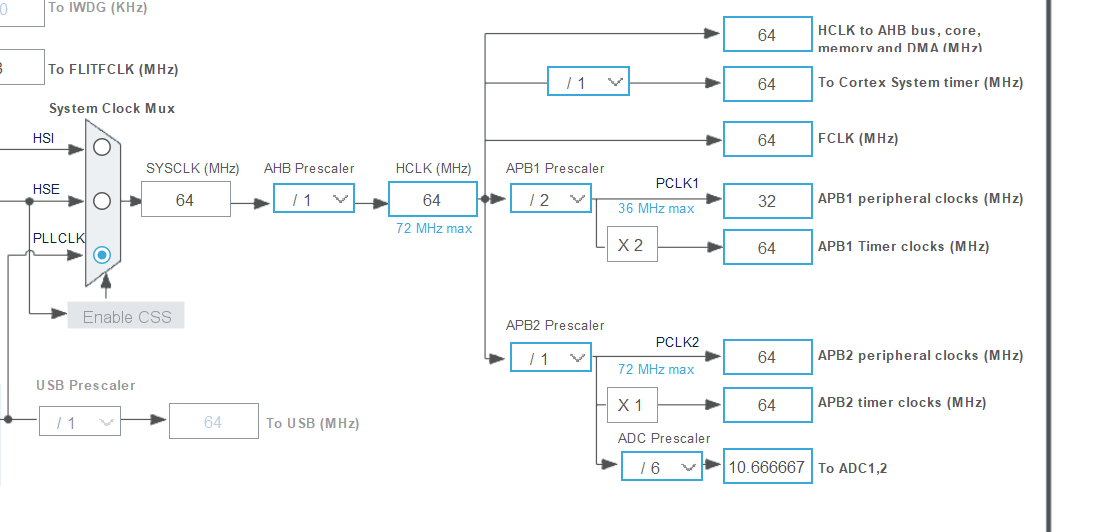 0
To IWDG (KHz)
To FLITFCLK (MHz)
System Clock Mux
HSI
HSE
PLLCLK
Enable CSS
SYSCLK (MHz)
64
AHB Prescaler
/ 1
HCLK (MHz)
64
72 MHz max
64
HCLK to AHB bus, core,
memory and DMA (MHz)
/ 1
64
To Cortex System timer (MHz)
64
FCLK (MHz)
APB1 Prescaler
/ 2
PCLK1
36 MHz max
32
APB1 peripheral clocks (MHz)
X 2
64
APB1 Timer clocks (MHz)
APB2 Prescaler
/ 1
PCLK2
72 MHz max
64
APB2 peripheral clocks (MHz)
X 1
64
APB2 timer clocks (MHz)
ADC Prescaler
/ 6
10.666667
To ADC1,2
USB Prescaler
/ 1
64
To USB (MHz)